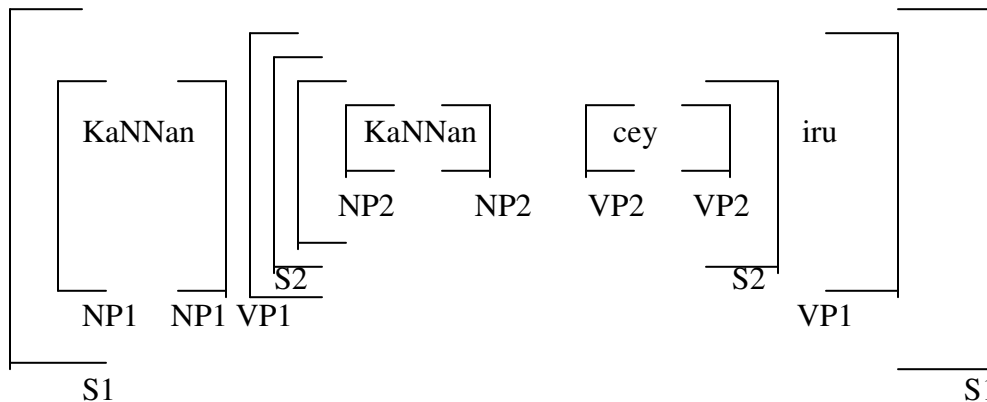 KaNNan KaNNan cey iru
NP2 NP2 VP2 VP2
S2 S2
NP1 NP1 VP1 VP1
S1 S1